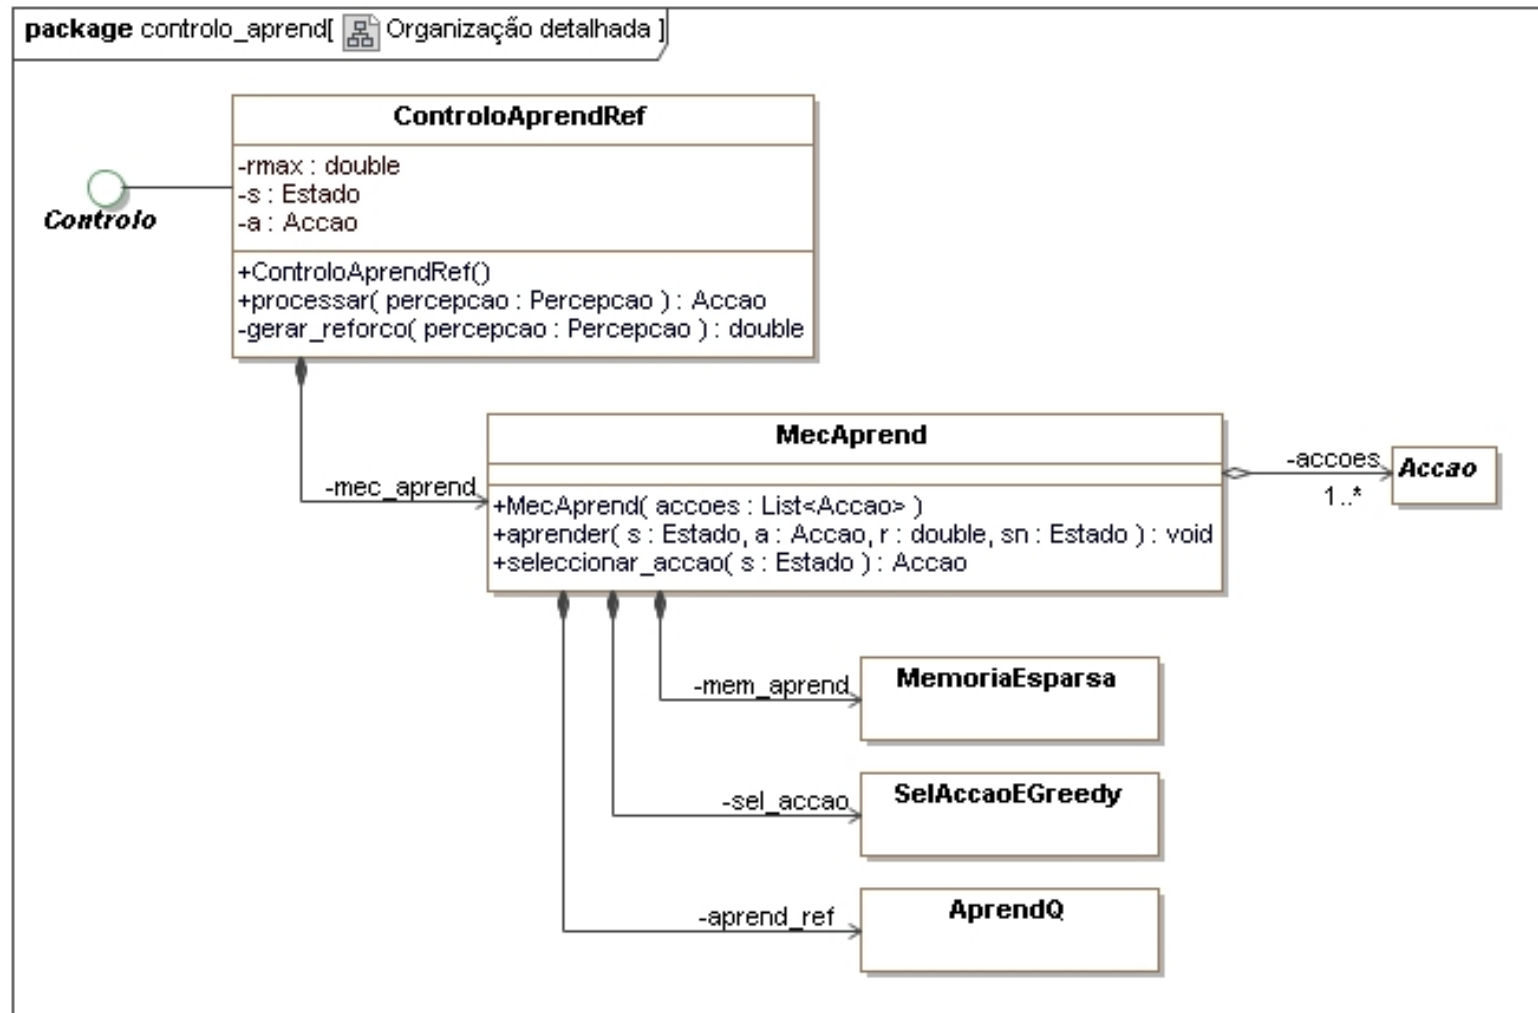 package controlo_aprend[ Organização detalhada ]
ControloAprendRef
-rmax : double
-s : Estado
-a : Accao
Controlo
+ControloAprendRef()
+processar( percepcao : Percepcao ) : Accao
-gerar_reforco( percepcao : Percepcao ) : double
MecAprend
-accoes
Accao
1..*
-mec_aprend
+MecAprend( accoes : List<Accao> )
+aprender( s : Estado, a : Accao, r : double, sn : Estado ) : void
+seleccionar_accao( s : Estado ) : Accao
-mem_aprend
MemoriaEsparsa
-sel_accao
SelAccaoEGreedy
-aprend_ref
AprendQ